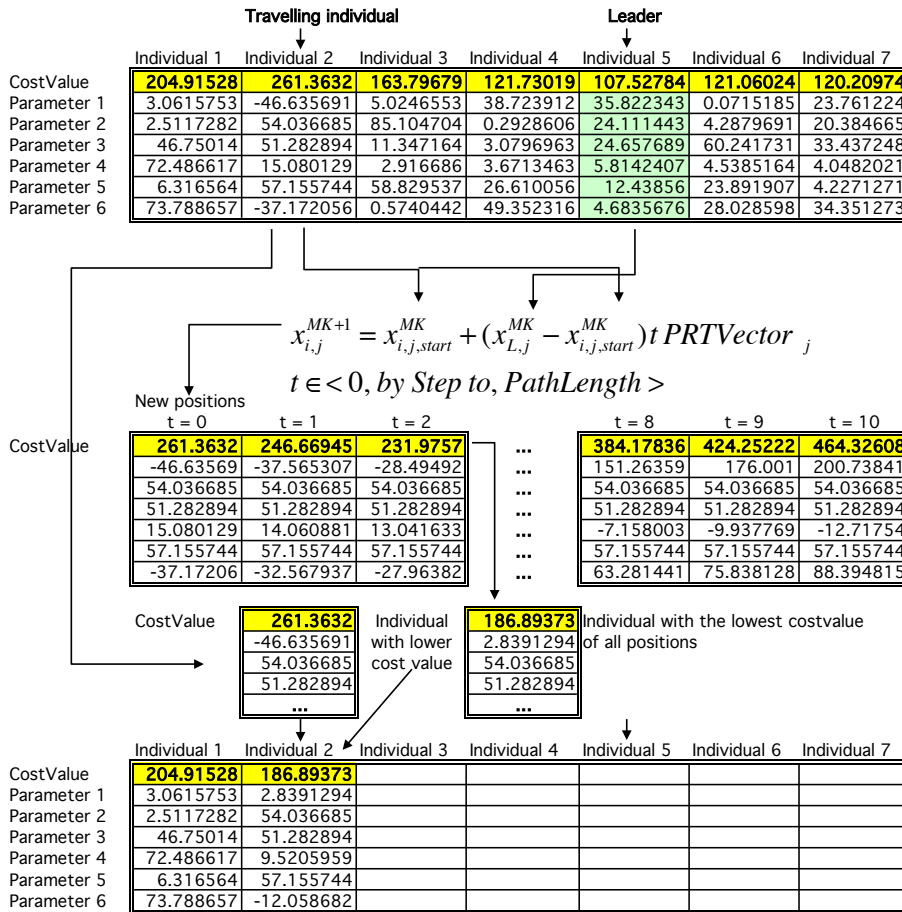 Travelling individual Leader
Individual 1 Individual 2 Individual 3 Individual 4 Individual 5 Individual 6 Individual 7
CostValue 204.91528 261.3632 163.79679 121.73019 107.52784 121.06024 120.20974
Parameter 1 3.0615753 -46.635691 5.0246553 38.723912 35.822343 0.0715185 23.761224
Parameter 2 2.5117282 54.036685 85.104704 0.2928606 24.111443 4.2879691 20.384665
Parameter 3 46.75014 51.282894 11.347164 3.0796963 24.657689 60.241731 33.437248
Parameter 4 72.486617 15.080129 2.916686 3.6713463 5.8142407 4.5385164 4.0482021
Parameter 5 6.316564 57.155744 58.829537 26.610056 12.43856 23.891907 4.2271271
Parameter 6 73.788657 -37.172056 0.5740442 49.352316 4.6835676 28.028598 34.351273
x_{i,j}^{MK+1} = x_{i,j,start}^{MK} + (x_{L,j}^{MK} − x_{i,j,start}^{MK}) t PRTVector_j
t ∈ < 0, by Step to, PathLength >
New positions
t = 0 t = 1 t = 2 t = 8 t = 9 t = 10
CostValue 261.3632 246.66945 231.9757 ... 384.17836 424.25222 464.32608
-46.63569 -37.565307 -28.49492 ... 151.26359 176.001 200.73841
54.036685 54.036685 54.036685 ... 54.036685 54.036685 54.036685
51.282894 51.282894 51.282894 ... 51.282894 51.282894 51.282894
15.080129 14.060881 13.041633 ... -7.158003 -9.937769 -12.71754
57.155744 57.155744 57.155744 ... 57.155744 57.155744 57.155744
-37.17206 -32.567937 -27.96382 ... 63.281441 75.838128 88.394815
CostValue 261.3632 Individual 186.89373 Individual with the lowest costvalue
-46.635691 with lower 2.8391294 of all positions
54.036685 cost value 54.036685
51.282894 51.282894
... ...
Individual 1 Individual 2 Individual 3 Individual 4 Individual 5 Individual 6 Individual 7
CostValue 204.91528 186.89373
Parameter 1 3.0615753 2.8391294
Parameter 2 2.5117282 54.036685
Parameter 3 46.75014 51.282894
Parameter 4 72.486617 9.5205959
Parameter 5 6.316564 57.155744
Parameter 6 73.788657 -12.058682